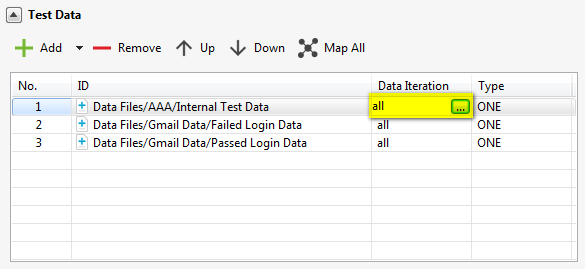 Test Data
Add Remove Up Down Map All
No. ID Data Iteration Type
1 Data Files/AAA/Internal Test Data all ... ONE
2 Data Files/Gmail Data/Failed Login Data all ONE
3 Data Files/Gmail Data/Passed Login Data all ONE